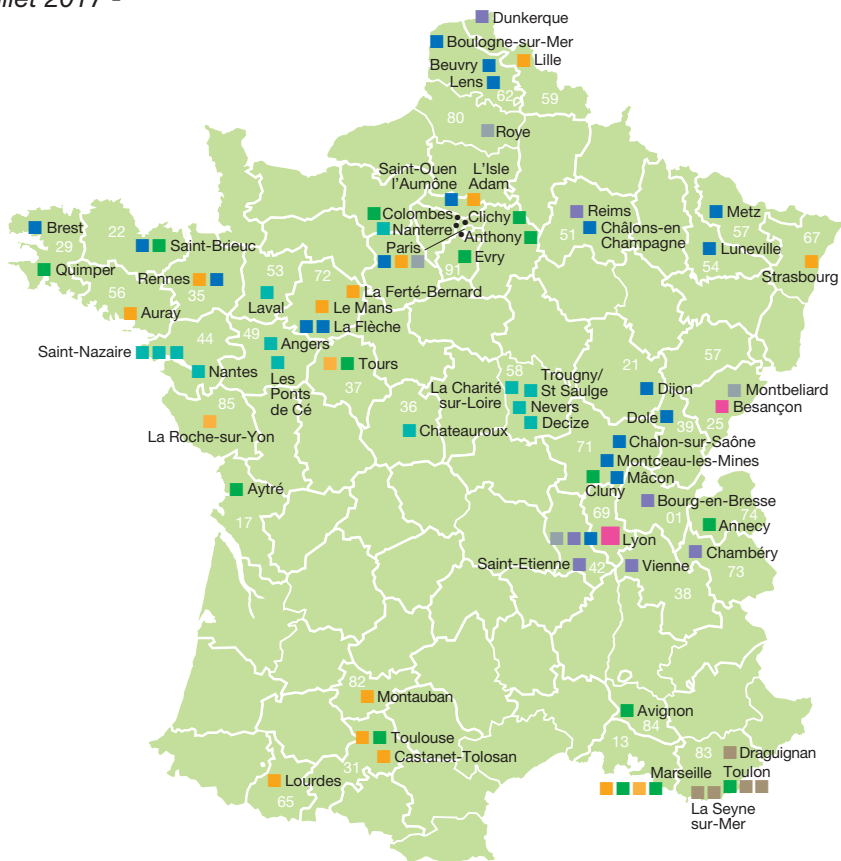 Dunkerque
Boulogne-sur-Mer
Beuvry
Lille
Lens
62
59
80
Roye
Saint-Ouen
l'Aumône
L'Isle
Adam
Colombes
Clichy
Nanterre
Anthony
Paris
Evry
91
Reims
51
Châlons-en
Champagne
Metz
57
Luneville
54
67
Strasbourg
Brest
29
22
Saint-Brieuc
Quimper
Rennes
35
56
Auray
53
Laval
72
La Ferté-Bernard
Le Mans
La Flèche
44
49
Angers
Saint-Nazaire
Nantes
Les
Ponts
de Cé
Tours
37
85
La Roche-sur-Yon
36
Chateauroux
58
La Charité
sur-Loire
Trougny/
St Saulge
Nevers
Decize
21
Dijon
57
Montbeliard
Besançon
25
Dole
39
Chalon-sur-Saône
71
Montceau-les-Mines
Mâcon
Cluny
Bourg-en-Bresse
01
74
Annecy
69
Lyon
Chambéry
73
Saint-Etienne
42
Vienne
38
Aytré
17
82
Montauban
Toulouse
Castanet-Tolosan
31
Lourdes
65
Avignon
84
13
83
Draguignan
Marseille
Toulon
La Seyne
sur-Mer